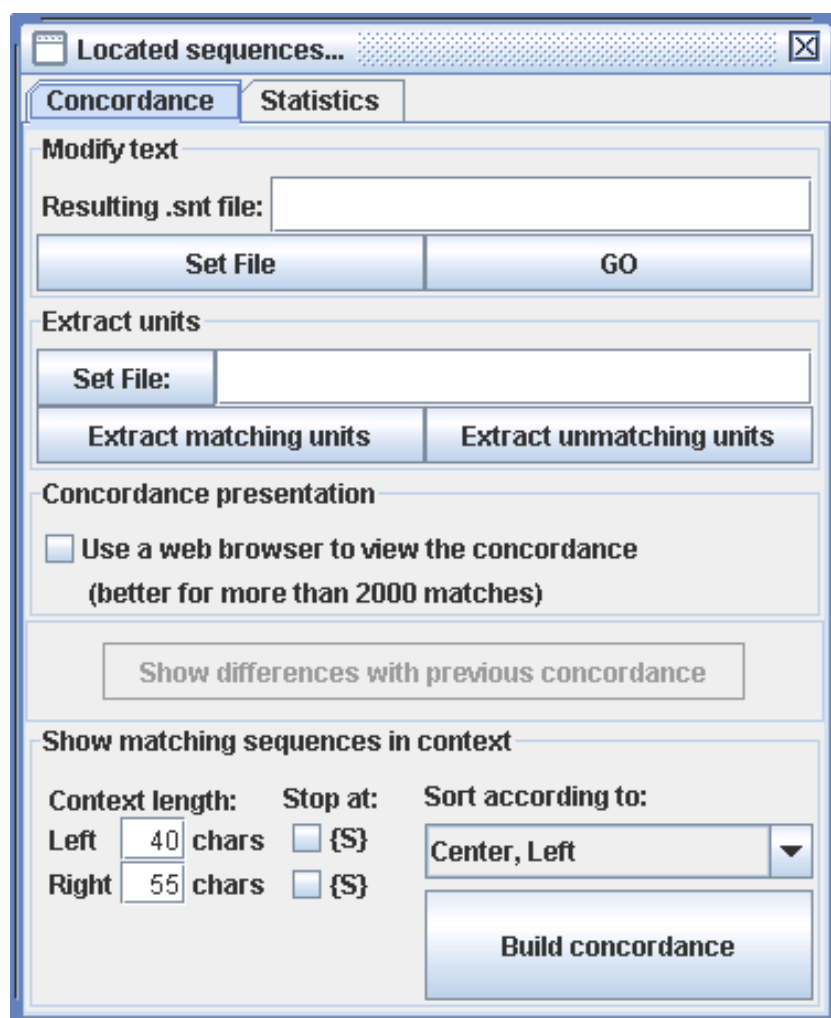 Located sequences...
Concordance Statistics
Modify text
Resulting .snt file:
Set File GO
Extract units
Set File:
Extract matching units Extract unmatching units
Concordance presentation
Use a web browser to view the concordance
(better for more than 2000 matches)
Show differences with previous concordance
Show matching sequences in context
Context length: Stop at: Sort according to:
Left 40 chars {S} Center, Left
Right 55 chars {S}
Build concordance